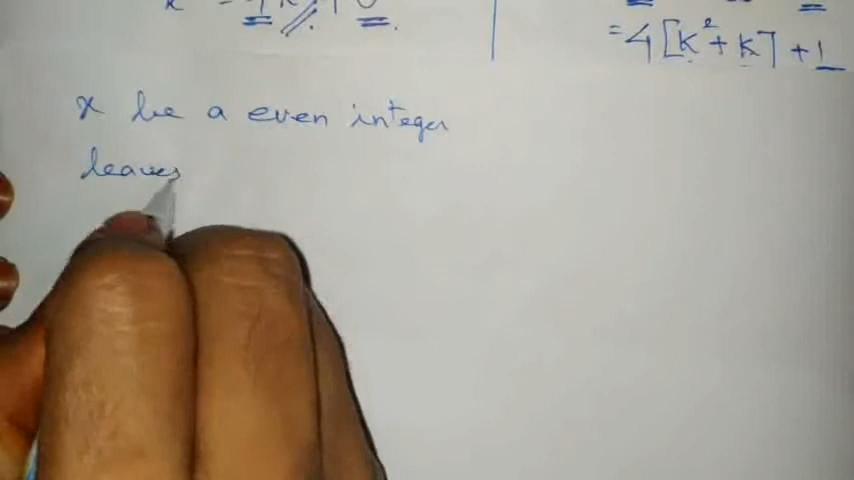 = 4[k² + k] + 1
x be a even integer
leaves